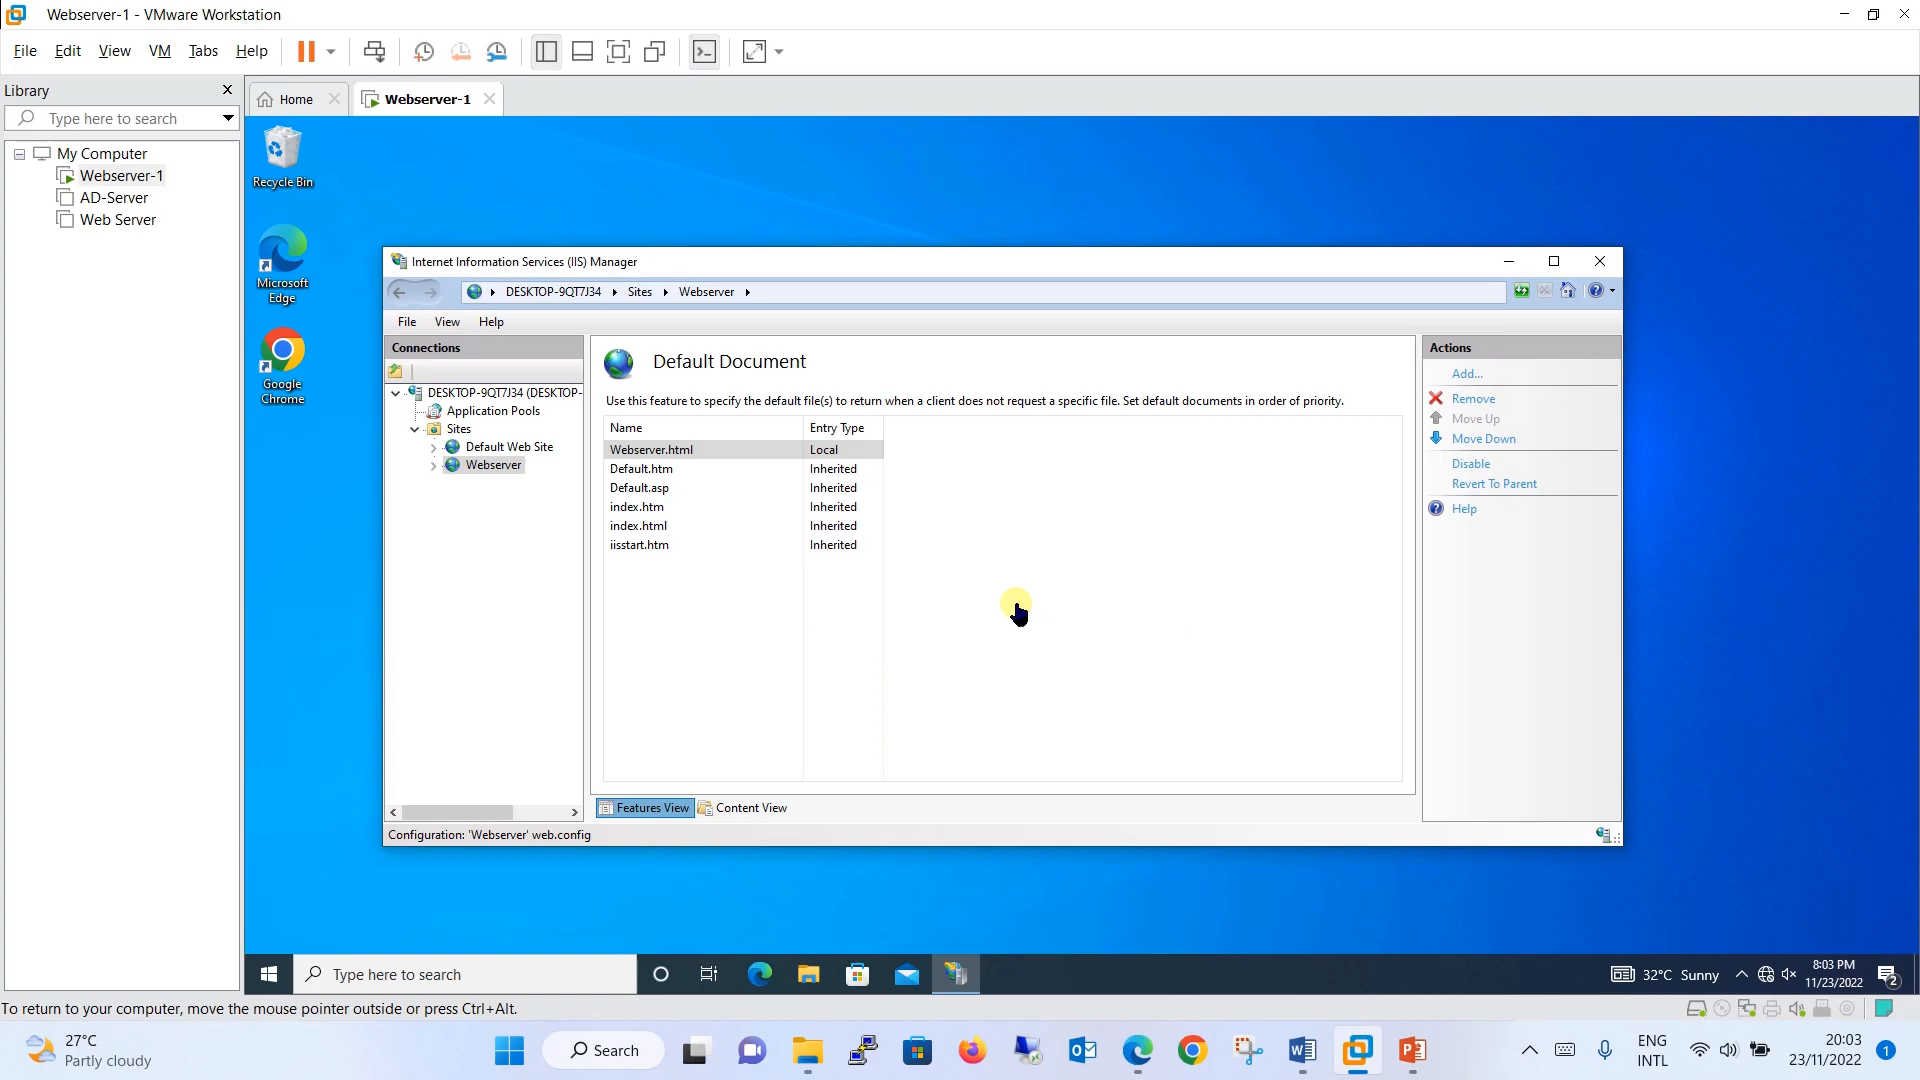 Webserver-1 - VMware Workstation
File Edit View VM Tabs Help
Library
Type here to search
My Computer
Webserver-1
AD-Server
Web Server
Home
Webserver-1
Recycle Bin
Microsoft
Edge
Google
Chrome
Internet Information Services (IIS) Manager
DESKTOP-9QT7J34 Sites Webserver
File View Help
Connections
DESKTOP-9QT7J34 (DESKTOP-
Application Pools
Sites
Default Web Site
Webserver
Default Document
Use this feature to specify the default file(s) to return when a client does not request a specific file. Set default documents in order of priority.
Name Entry Type
Webserver.html Local
Default.htm Inherited
Default.asp Inherited
index.htm Inherited
index.html Inherited
iisstart.htm Inherited
Features View Content View
Actions
Add...
Remove
Move Up
Move Down
Disable
Revert To Parent
Help
Configuration: 'Webserver' web.config
Type here to search
32°C Sunny
8:03 PM
11/23/2022
2
To return to your computer, move the mouse pointer outside or press Ctrl+Alt.
27°C
Partly cloudy
Search
ENG
INTL
20:03
23/11/2022
1